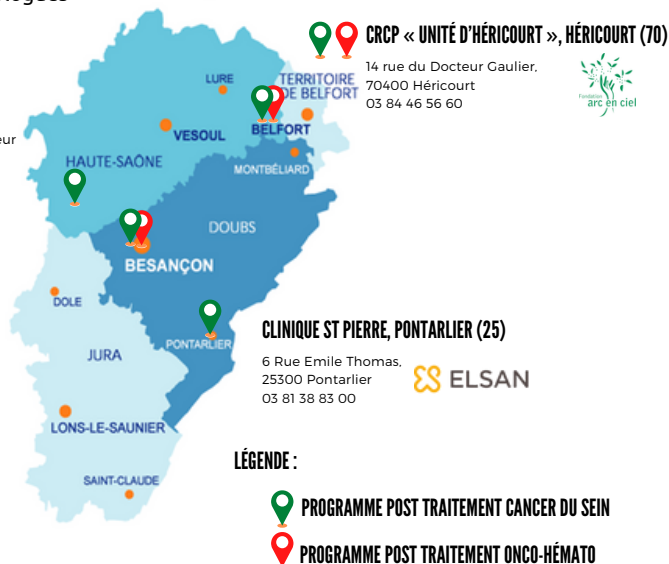 CRCP « UNITÉ D'HÉRICOURT », HÉRICOURT (70)
14 rue du Docteur Gaulier,
70400 Héricourt
03 84 46 56 60
Fondation
arc en ciel
LURE
TERRITOIRE
DE BELFORT
BELFORT
VESOUL
HAUTE-SAÔNE
MONTBÉLIARD
DOUBS
BESANÇON
DOLE
PONTARLIER
JURA
LONS-LE-SAUNIER
SAINT-CLAUDE
CLINIQUE ST PIERRE, PONTARLIER (25)
6 Rue Emile Thomas,
25300 Pontarlier
03 81 38 83 00
ELSAN
LÉGENDE :
PROGRAMME POST TRAITEMENT CANCER DU SEIN
PROGRAMME POST TRAITEMENT ONCO-HÉMATO